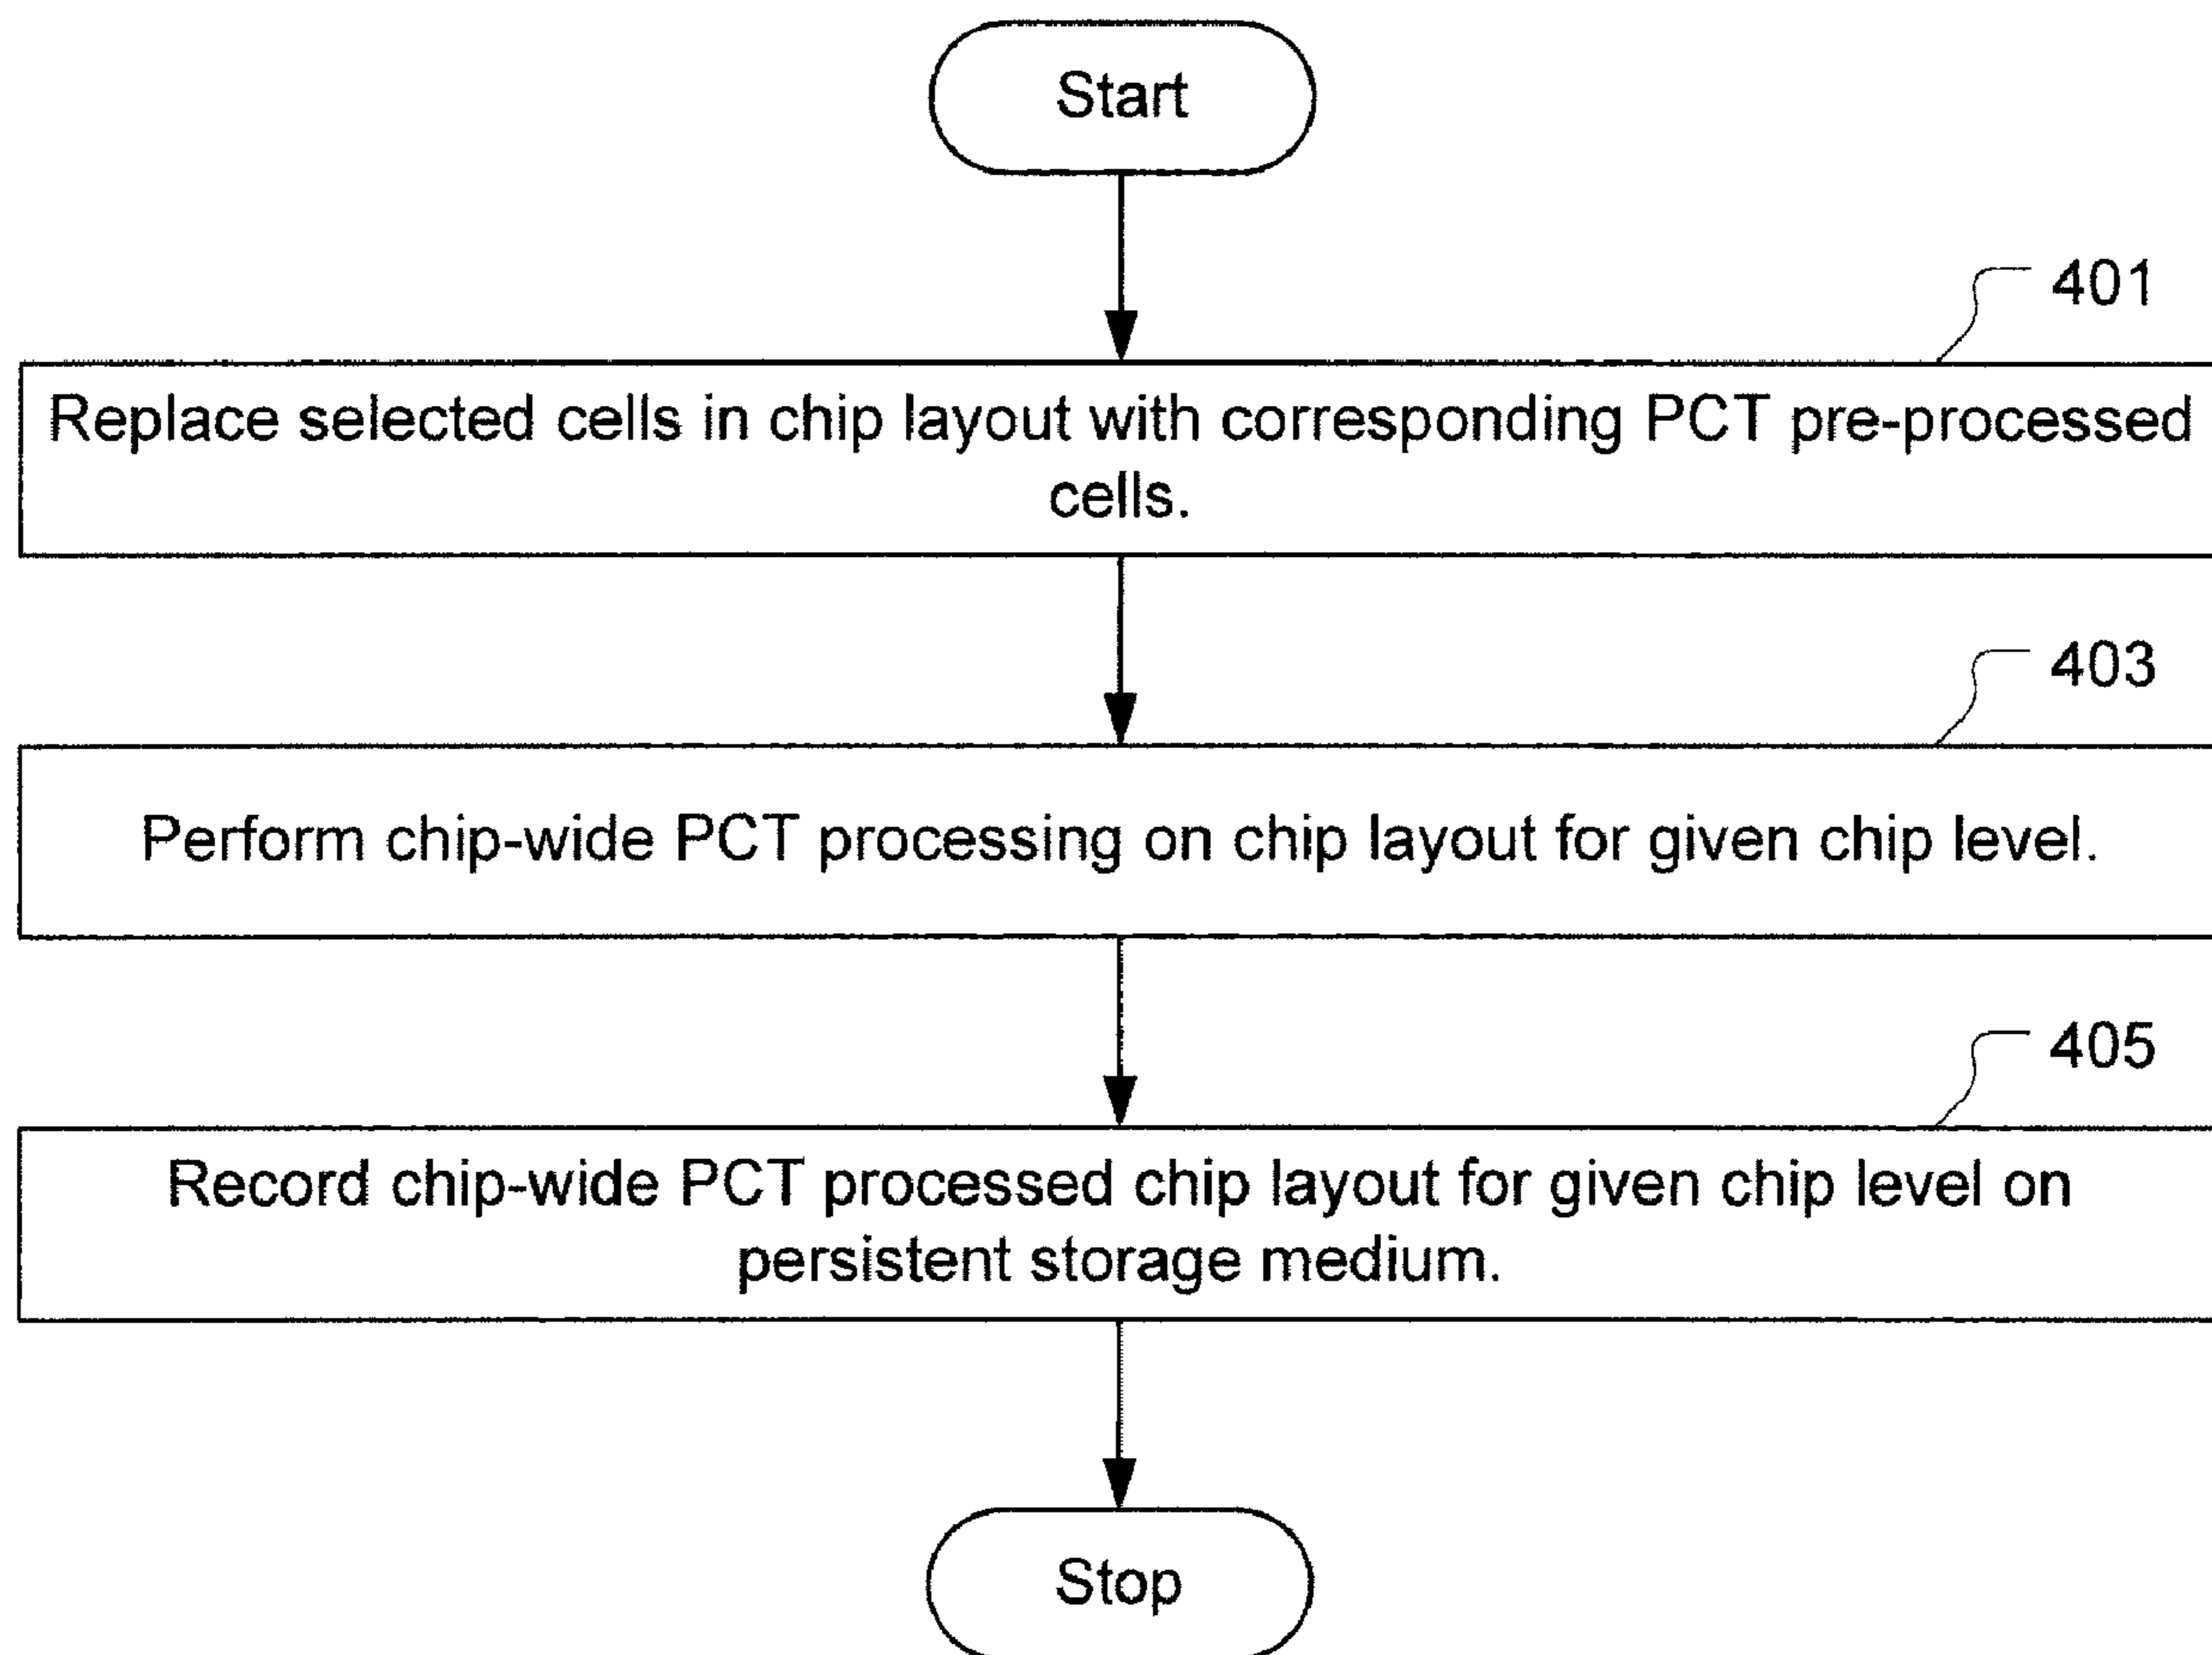 Start
401
Replace selected cells in chip layout with corresponding PCT pre-processed
cells.
403
Perform chip-wide PCT processing on chip layout for given chip level.
405
Record chip-wide PCT processed chip layout for given chip level on
persistent storage medium.
Stop